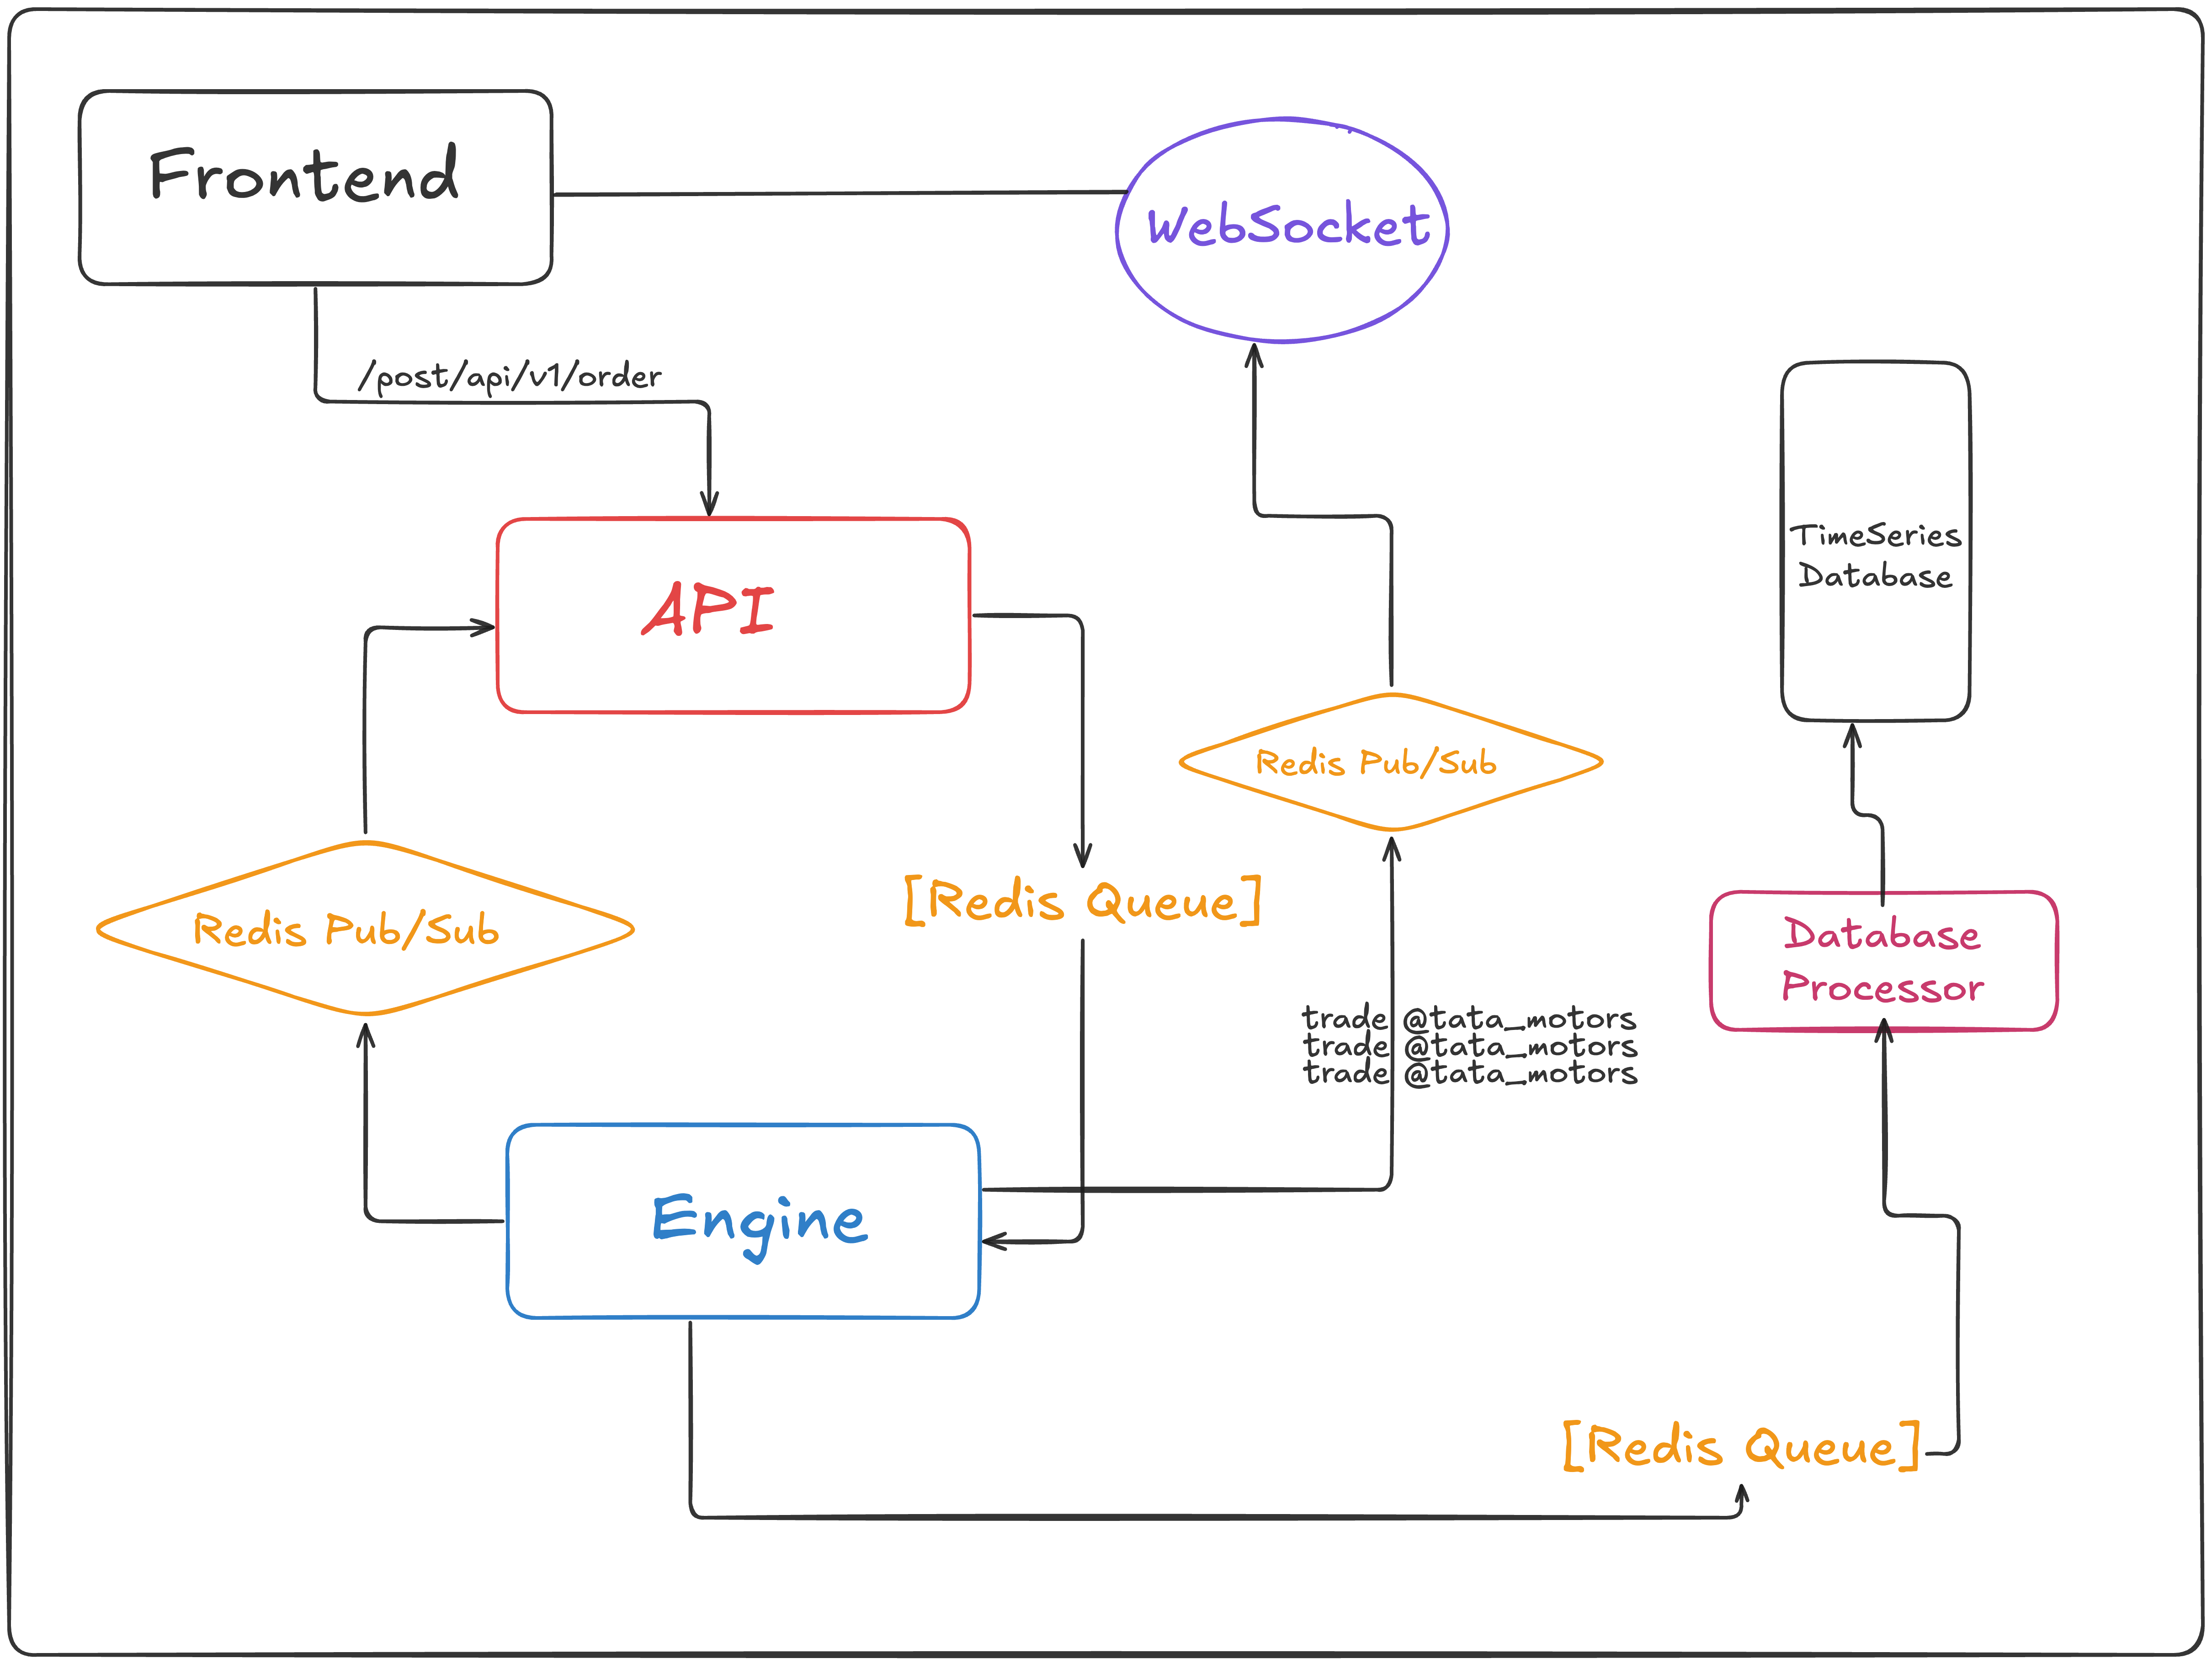 Frontend
WebSocket
/post/api/v1/order
TimeSeries
Database
API
Redis Pub/Sub
[Redis Queue]
Redis Pub/Sub
Database
Processor
trade @tata_motors
trade @tata_motors
trade @tata_motors
Engine
[Redis Queue]